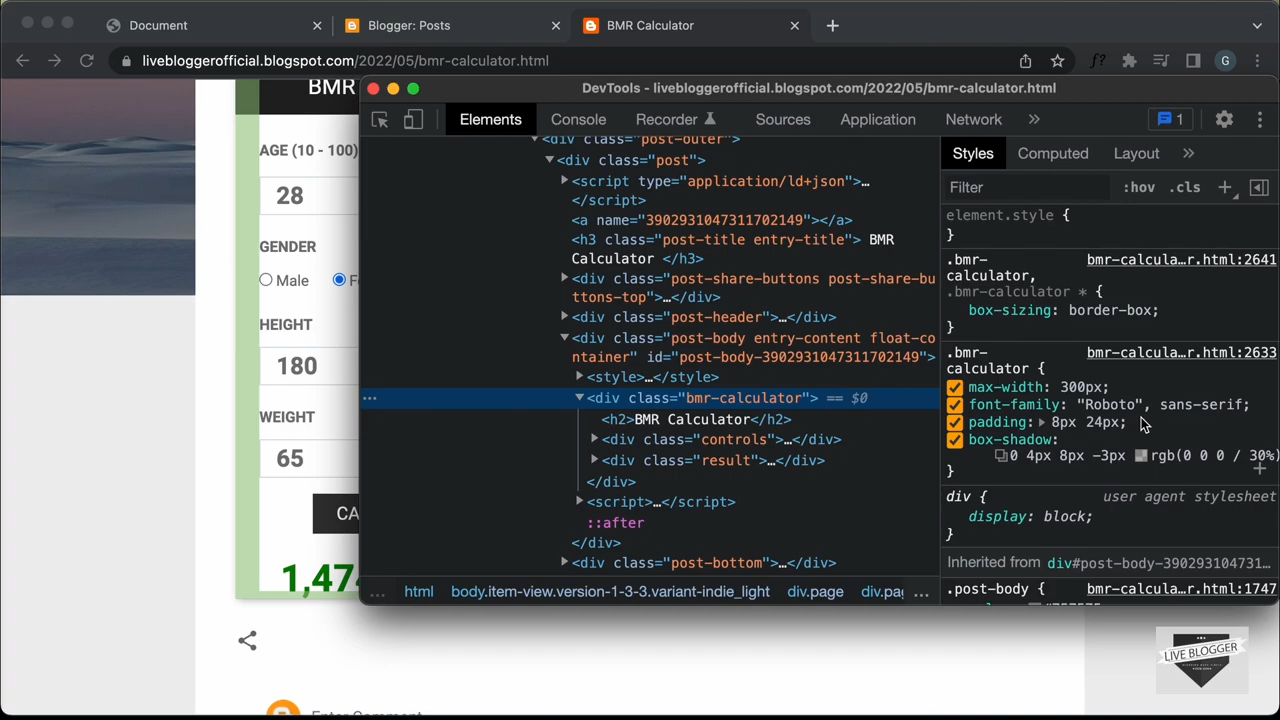 Document
Blogger: Posts
BMR Calculator
livebloggerofficial.blogspot.com/2022/05/bmr-calculator.html
f?
G
BMR
AGE (10 - 100)
28
GENDER
Male
HEIGHT
180
WEIGHT
65
CA
1,474
DevTools - livebloggerofficial.blogspot.com/2022/05/bmr-calculator.html
Elements
Console
Recorder
Sources
Application
Network
1
<div class="post-outer">
<div class="post">
<script type="application/ld+json">…
</script>
<a name="3902931047311702149"></a>
<h3 class="post-title entry-title"> BMR
Calculator </h3>
<div class="post-share-buttons post-share-bu
ttons-top">…</div>
<div class="post-header">…</div>
<div class="post-body entry-content float-co
ntainer" id="post-body-3902931047311702149">
<style>…</style>
<div class="bmr-calculator"> == $0
<h2>BMR Calculator</h2>
<div class="controls">…</div>
<div class="result">…</div>
</div>
<script>…</script>
::after
</div>
<div class="post-bottom">…</div>
html body.item-view.version-1-3-3.variant-indie_light div.page div.pag
Styles
Computed
Layout
Filter
:hov
.cls
element.style {
}
.bmr-
calculator,
bmr-calcula…r.html:2641
.bmr-calculator * {
box-sizing: border-box;
}
.bmr-
calculator {
bmr-calcula…r.html:2633
max-width: 300px;
font-family: "Roboto", sans-serif;
padding: 8px 24px;
box-shadow:
0 4px 8px -3px rgb(0 0 0 / 30%)
}
div {
user agent stylesheet
display: block;
}
Inherited from div#post-body-390293104731…
.post-body {
bmr-calcula…r.html:1747
LIVE BLOGGER